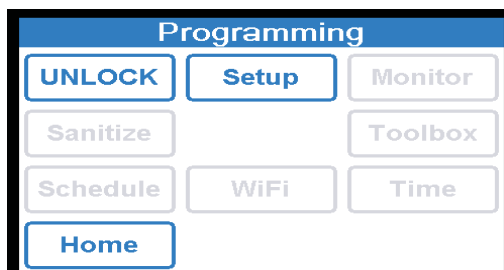 Programming
UNLOCK Setup Monitor
Sanitize Toolbox
Schedule WiFi Time
Home